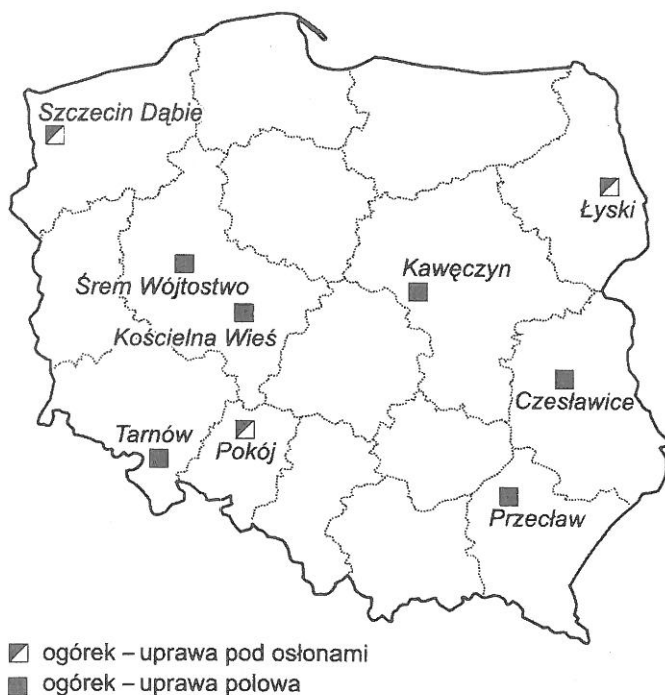 Szczecin Dąbie
Łyski
Śrem Wójtostwo
Kawęczyn
Kościelna Wieś
Czesławice
Tarnów
Pokój
Przecław
ogórek – uprawa pod osłonami
ogórek – uprawa polowa